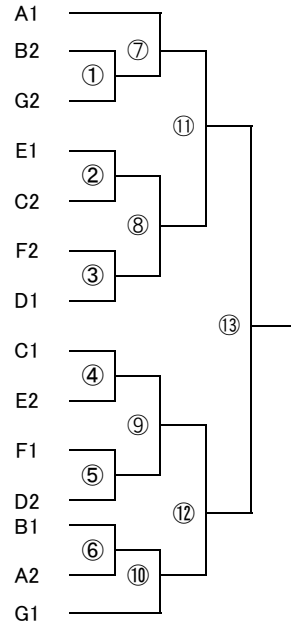 A1
B2
⑦
①
G2
⑪
E1
②
C2
⑧
F2
③
D1
⑬
C1
④
E2
⑨
F1
⑤
D2
⑫
B1
⑥
A2
⑩
G1